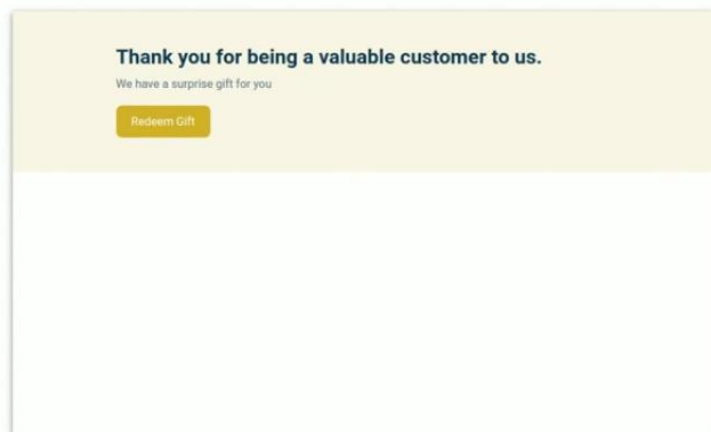 Thank you for being a valuable customer to us.
We have a surprise gift for you
Redeem Gift